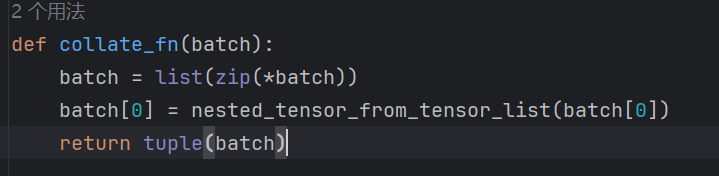 2 个用法
def collate_fn(batch):
    batch = list(zip(*batch))
    batch[0] = nested_tensor_from_tensor_list(batch[0])
    return tuple(batch)